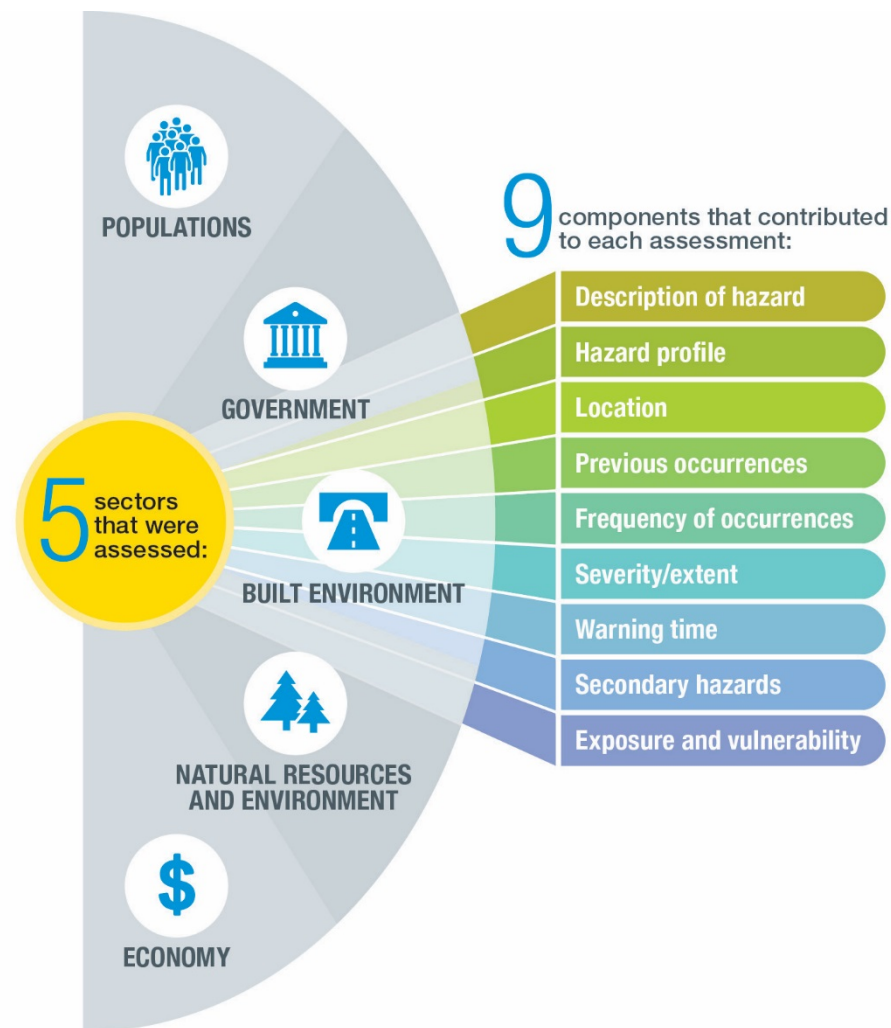 POPULATIONS
GOVERNMENT
5 sectors
that were
assessed:
BUILT ENVIRONMENT
NATURAL RESOURCES
AND ENVIRONMENT
$
ECONOMY
9 components that contributed
to each assessment:
Description of hazard
Hazard profile
Location
Previous occurrences
Frequency of occurrences
Severity/extent
Warning time
Secondary hazards
Exposure and vulnerability